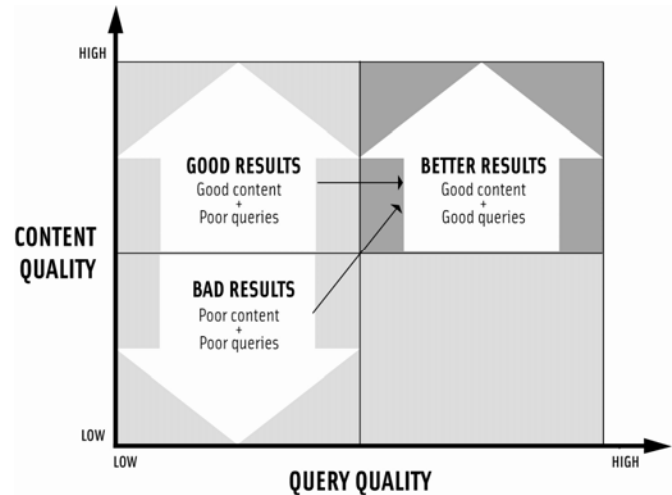 HIGH
GOOD RESULTS
Good content
+
Poor queries
BETTER RESULTS
Good content
+
Good queries
CONTENT
QUALITY
BAD RESULTS
Poor content
+
Poor queries
LOW
LOW
HIGH
QUERY QUALITY